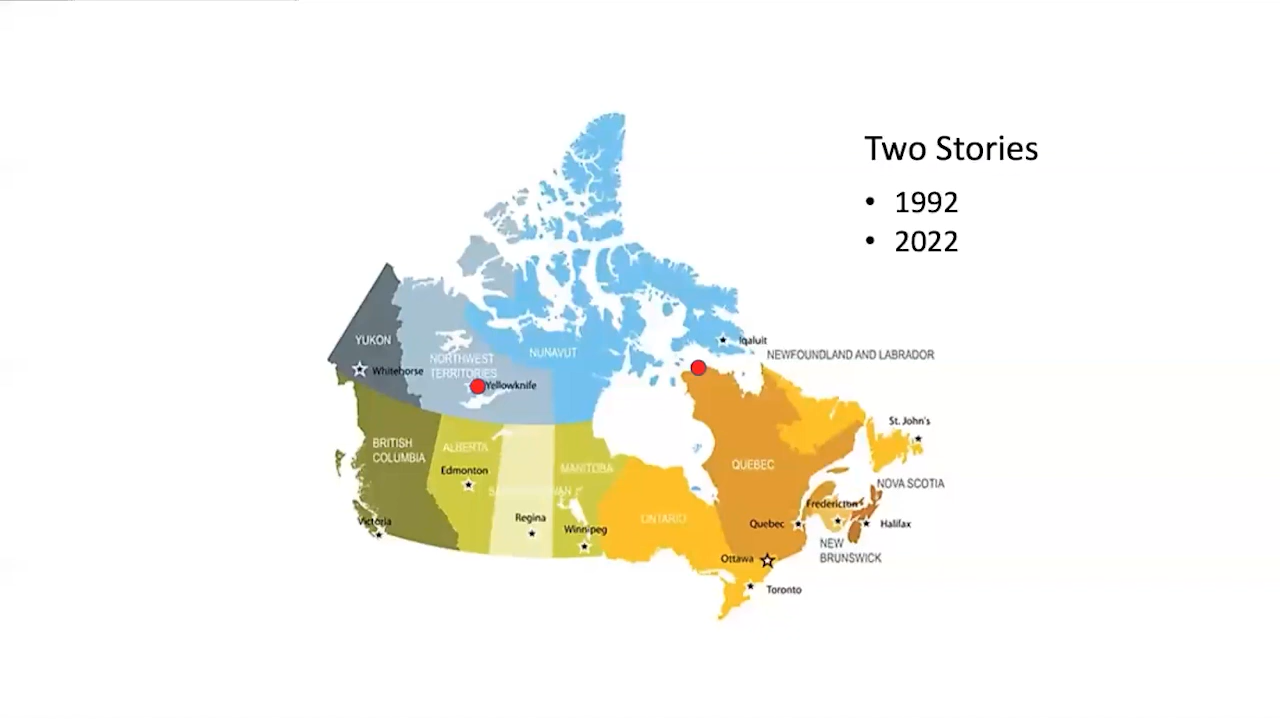 Two Stories
• 1992
• 2022
Iqaluit
YUKON
NEWFOUNDLAND AND LABRADOR
NUNAVUT
NORTHWEST
TERRITORIES
Whitehorse
Yellowknife
St. John's
BRITISH
COLUMBIA
ALBERTA
QUEBEC
MANITOBA
Edmonton
NOVA SCOTIA
Fredericton
Regina
ONTARIO
Victoria
Quebec
Halifax
Winnipeg
NEW
BRUNSWICK
Ottawa
Toronto